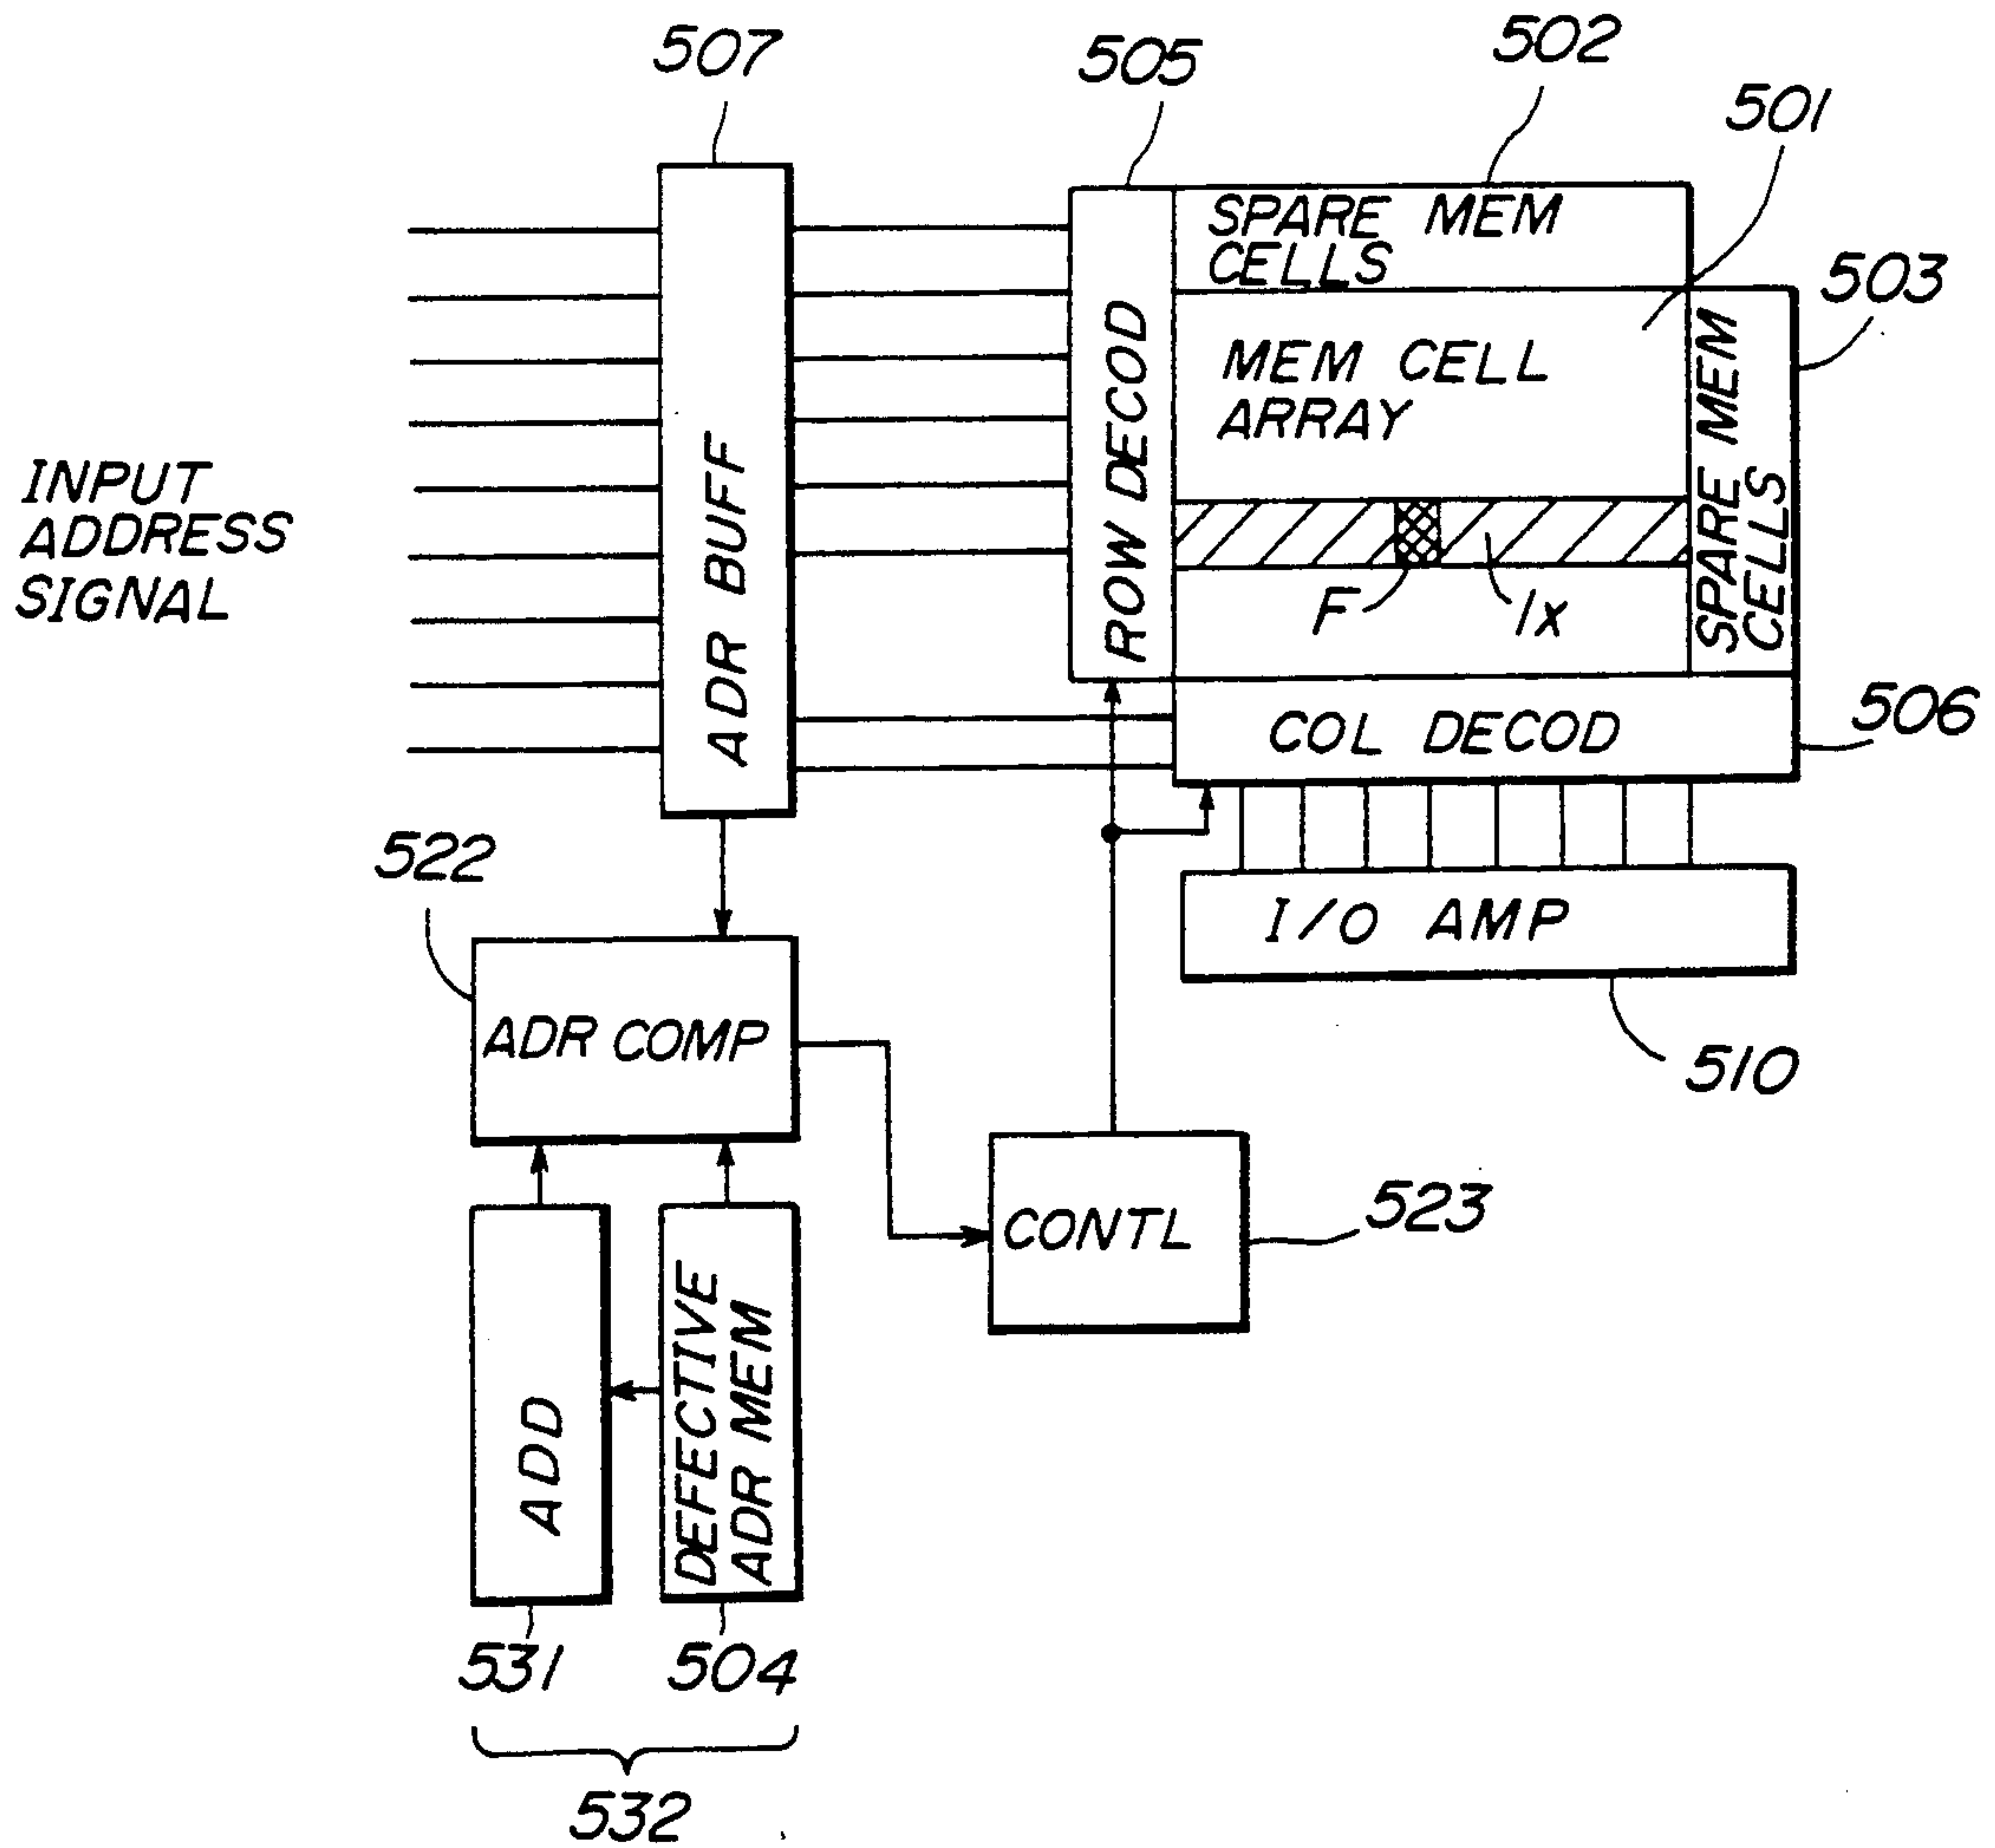 507
505
502
501
503
SPARE MEM
CELLS
MEM CELL
ARRAY
ROW DECOD
SPARE MEM
CELLS
INPUT
ADDRESS
SIGNAL
ADR BUFF
F
1x
COL DECOD
506
522
I/O AMP
510
ADR COMP
CONTL
523
ADD
DEFECTIVE
ADR MEM
531
504
532